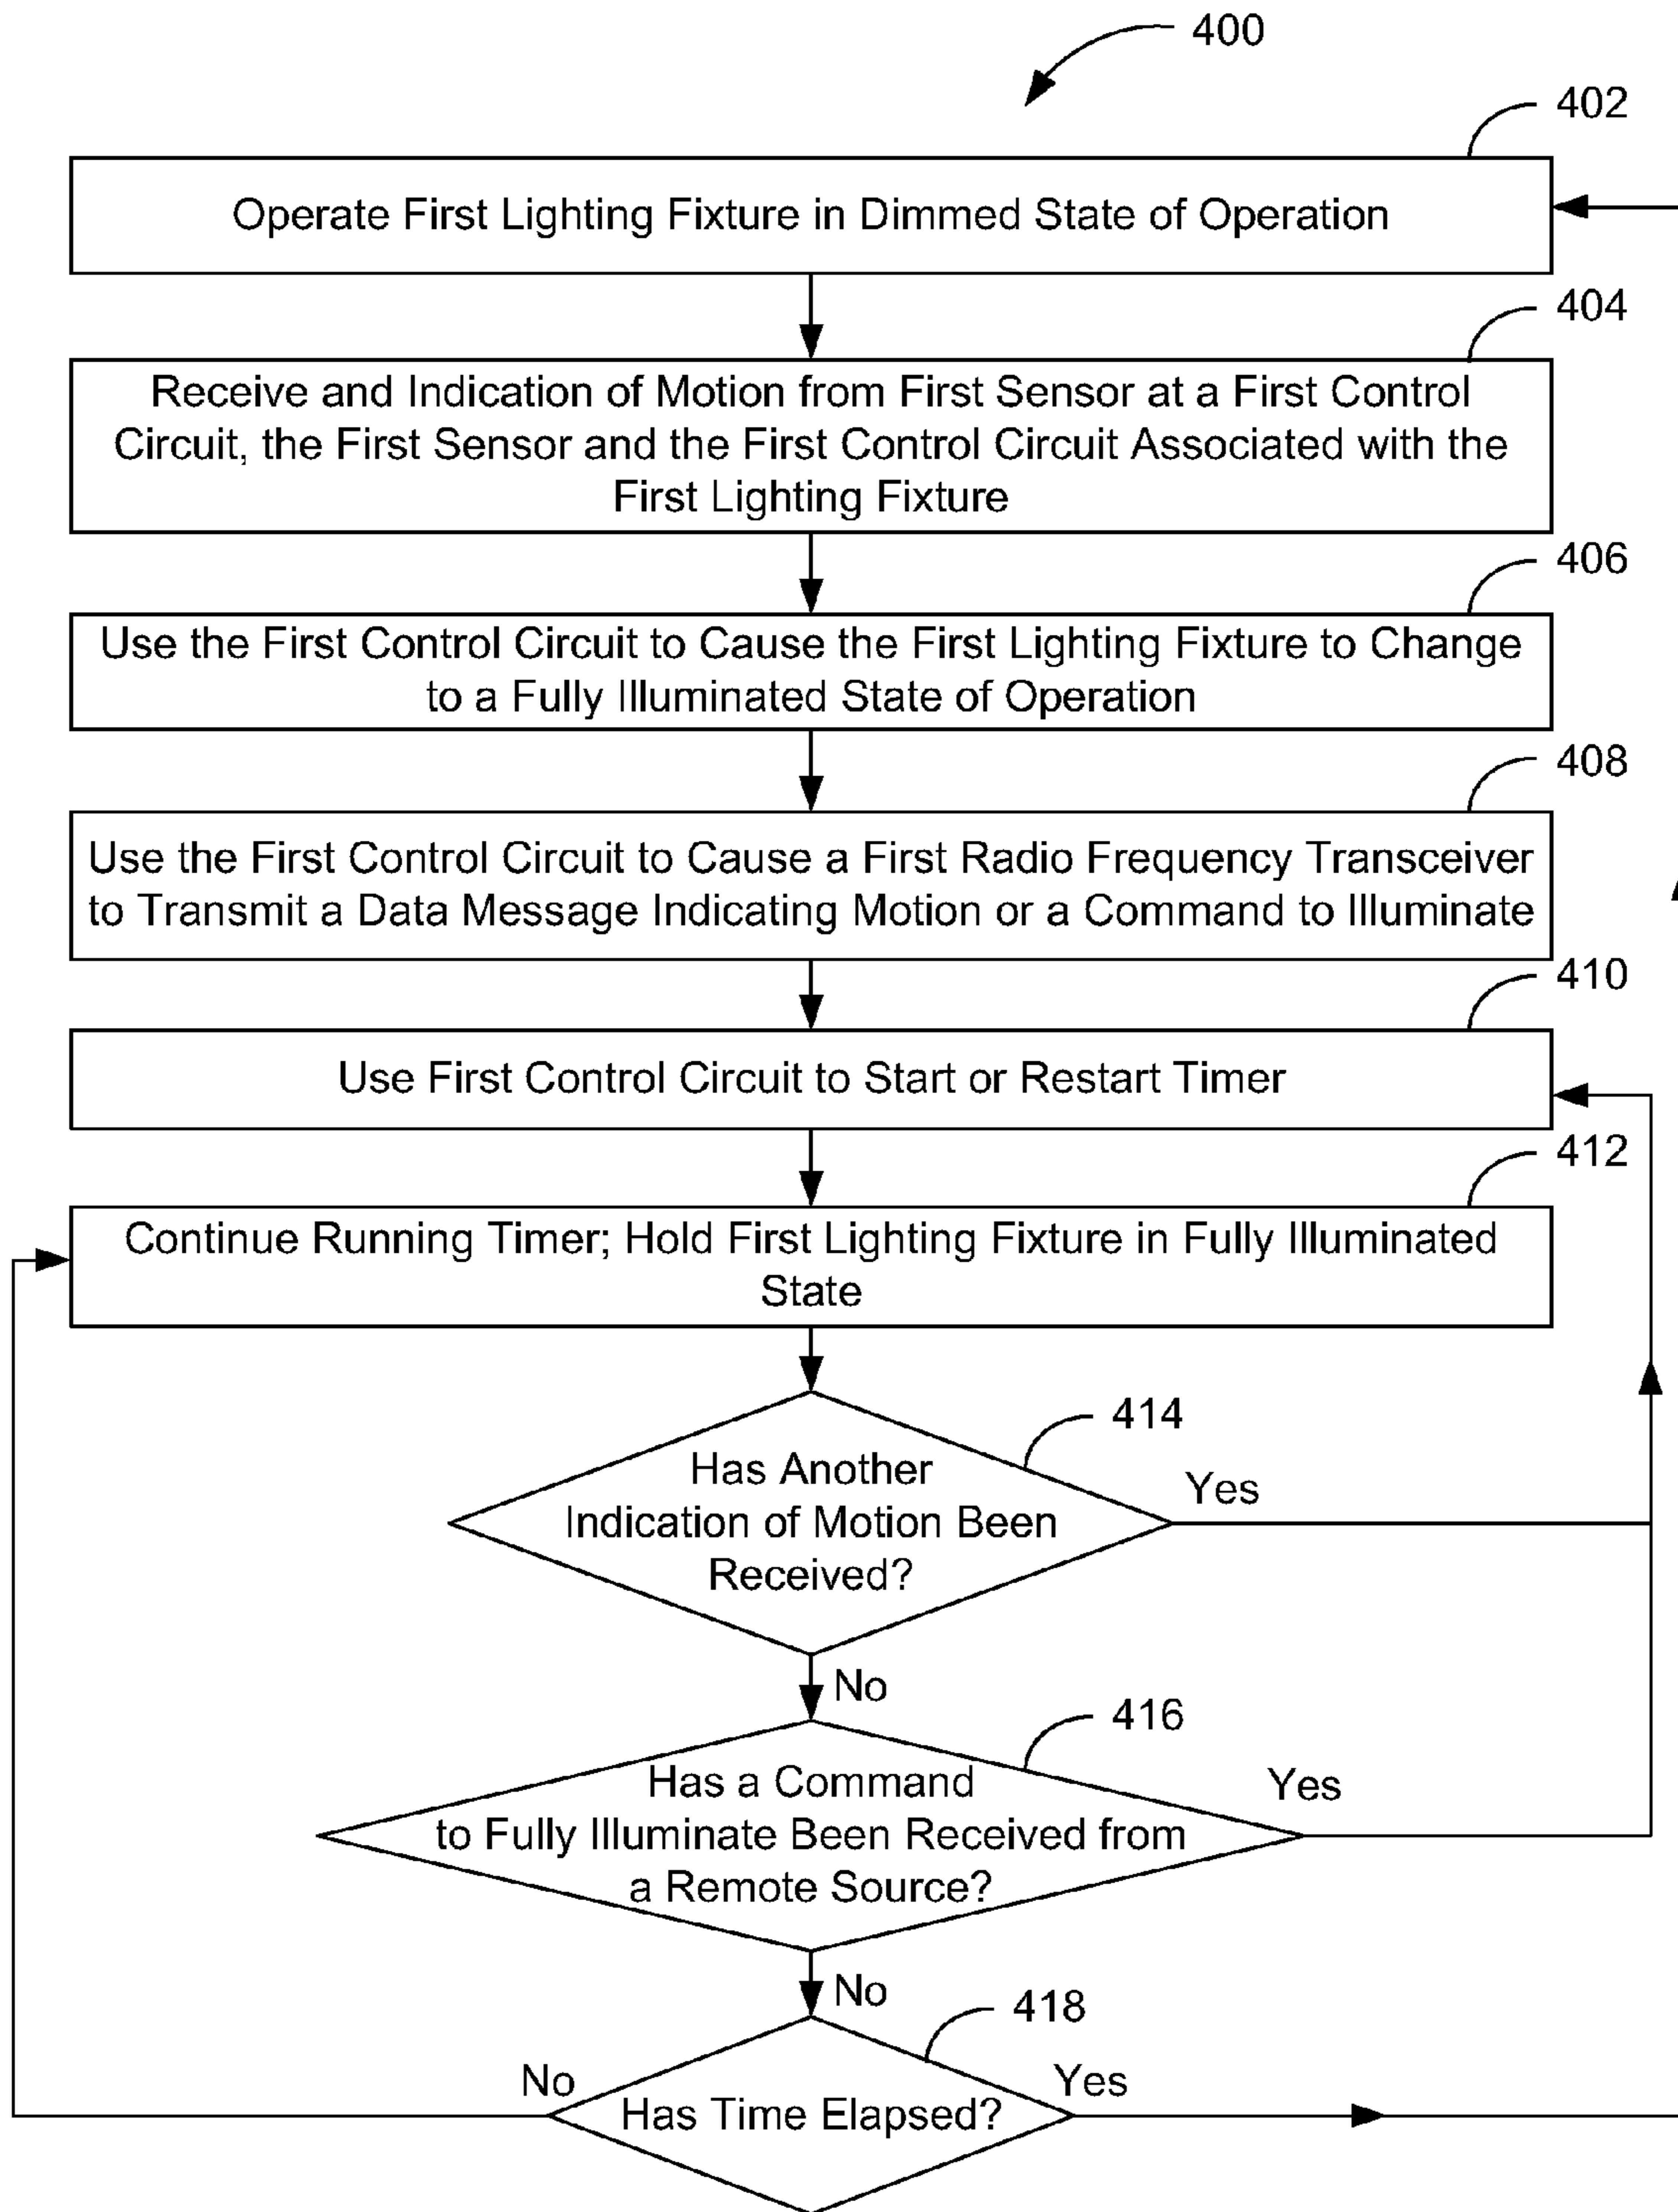 400
402
Operate First Lighting Fixture in Dimmed State of Operation
404
Receive and Indication of Motion from First Sensor at a First Control
Circuit, the First Sensor and the First Control Circuit Associated with the
First Lighting Fixture
406
Use the First Control Circuit to Cause the First Lighting Fixture to Change
to a Fully Illuminated State of Operation
408
Use the First Control Circuit to Cause a First Radio Frequency Transceiver
to Transmit a Data Message Indicating Motion or a Command to Illuminate
410
Use First Control Circuit to Start or Restart Timer
412
Continue Running Timer; Hold First Lighting Fixture in Fully Illuminated
State
414
Has Another
Indication of Motion Been
Received?
Yes
No
416
Has a Command
to Fully Illuminate Been Received from
a Remote Source?
Yes
No
418
Has Time Elapsed?
No
Yes